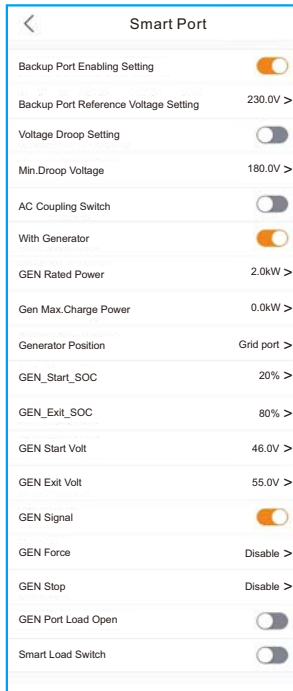 Smart Port
Backup Port Enabling Setting
Backup Port Reference Voltage Setting 230.0V >
Voltage Droop Setting
Min.Droop Voltage 180.0V >
AC Coupling Switch
With Generator
GEN Rated Power 2.0kW >
Gen Max.Charge Power 0.0kW >
Generator Position Grid port >
GEN_Start_SOC 20% >
GEN_Exit_SOC 80% >
GEN Start Volt 46.0V >
GEN Exit Volt 55.0V >
GEN Signal
GEN Force Disable >
GEN Stop Disable >
GEN Port Load Open
Smart Load Switch